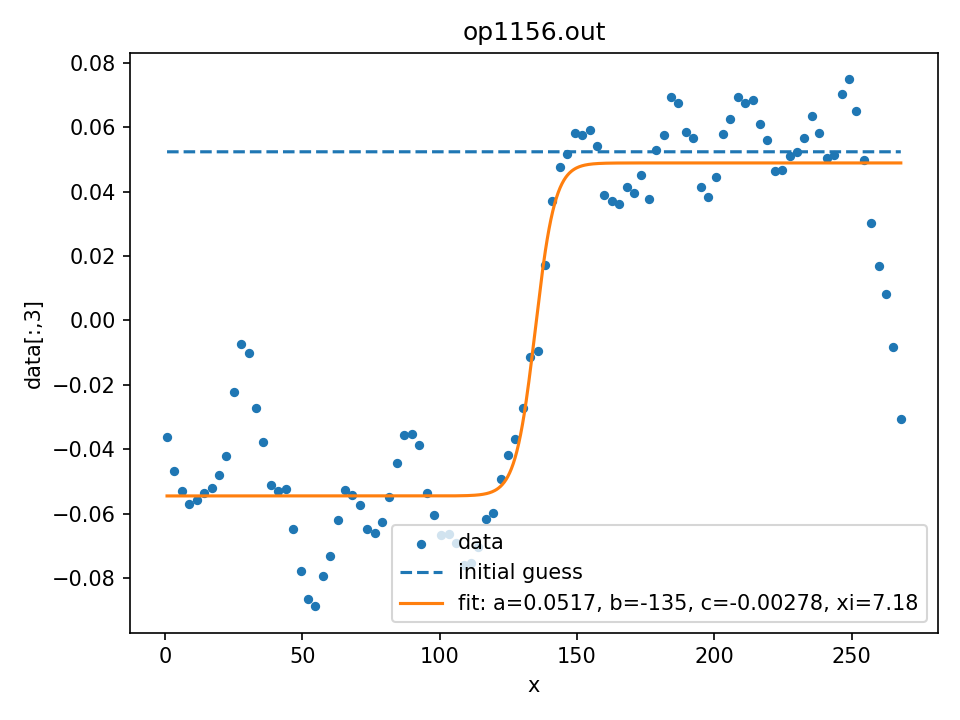 op1156.out
0.08
0.06
0.04
0.02
0.00
−0.02
−0.04
−0.06
−0.08
data[:,3]
data
initial guess
fit: a=0.0517, b=-135, c=-0.00278, xi=7.18
0 50 100 150 200 250
x